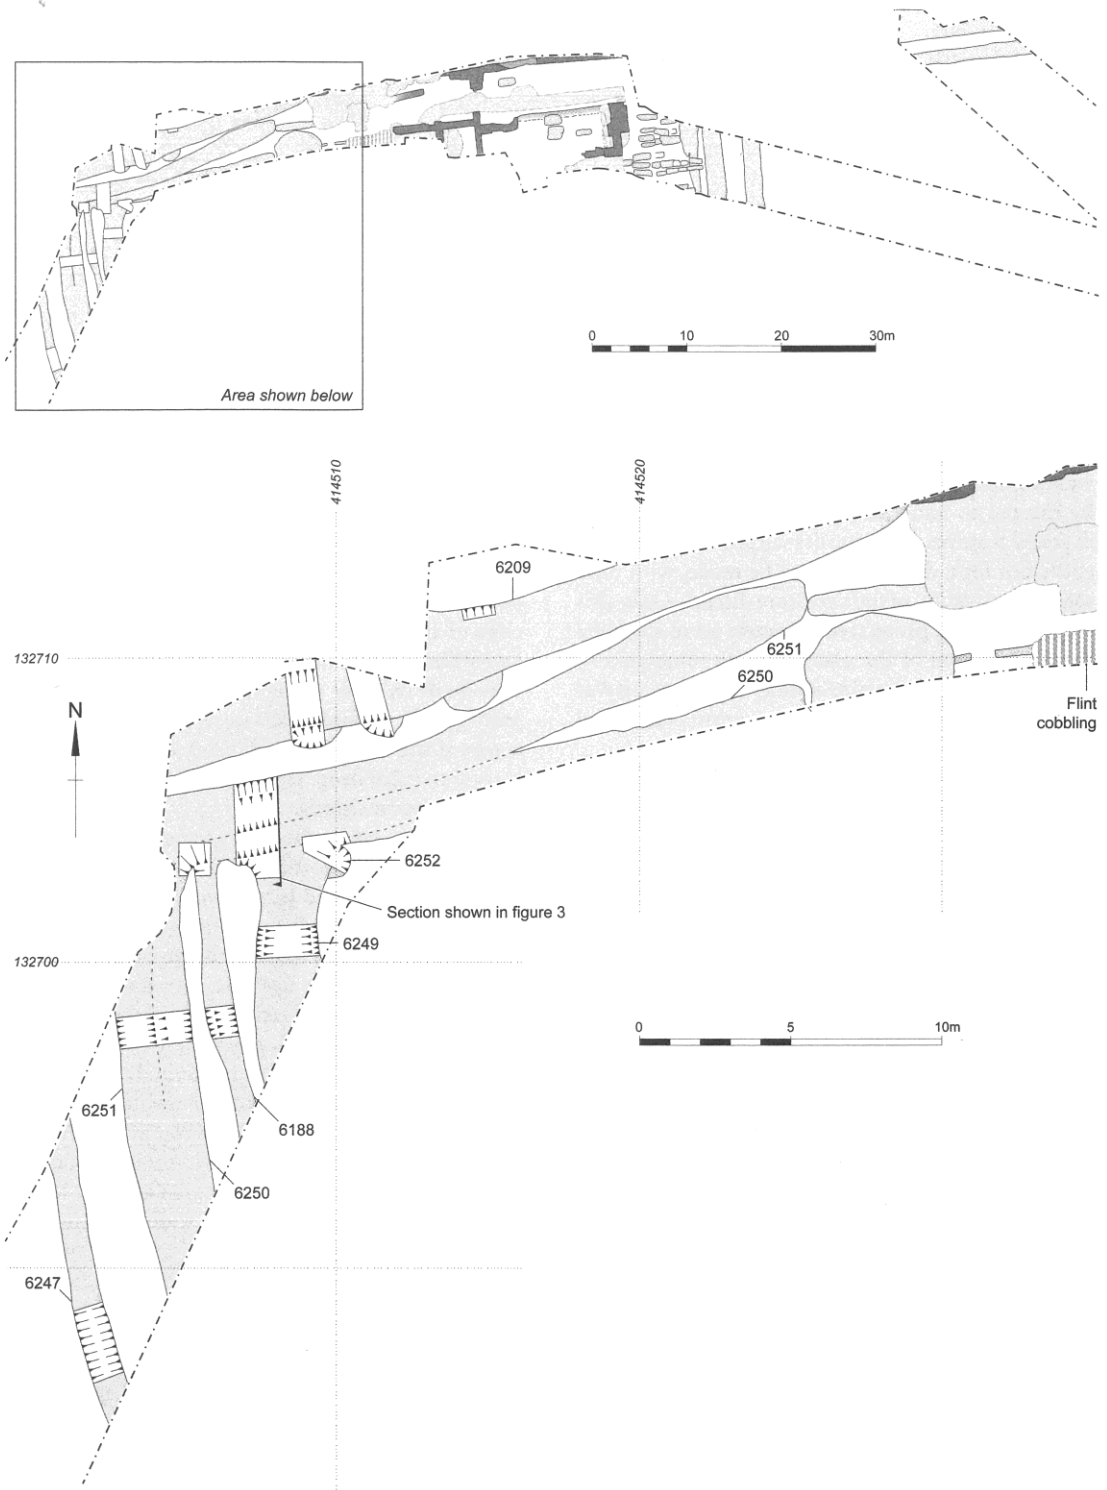 0 10 20 30m
Area shown below
414510 414520
6209
132710
6251
6250
N
Flint
cobbling
6252
Section shown in figure 3
6249
132700
0 5 10m
6251
6188
6250
6247